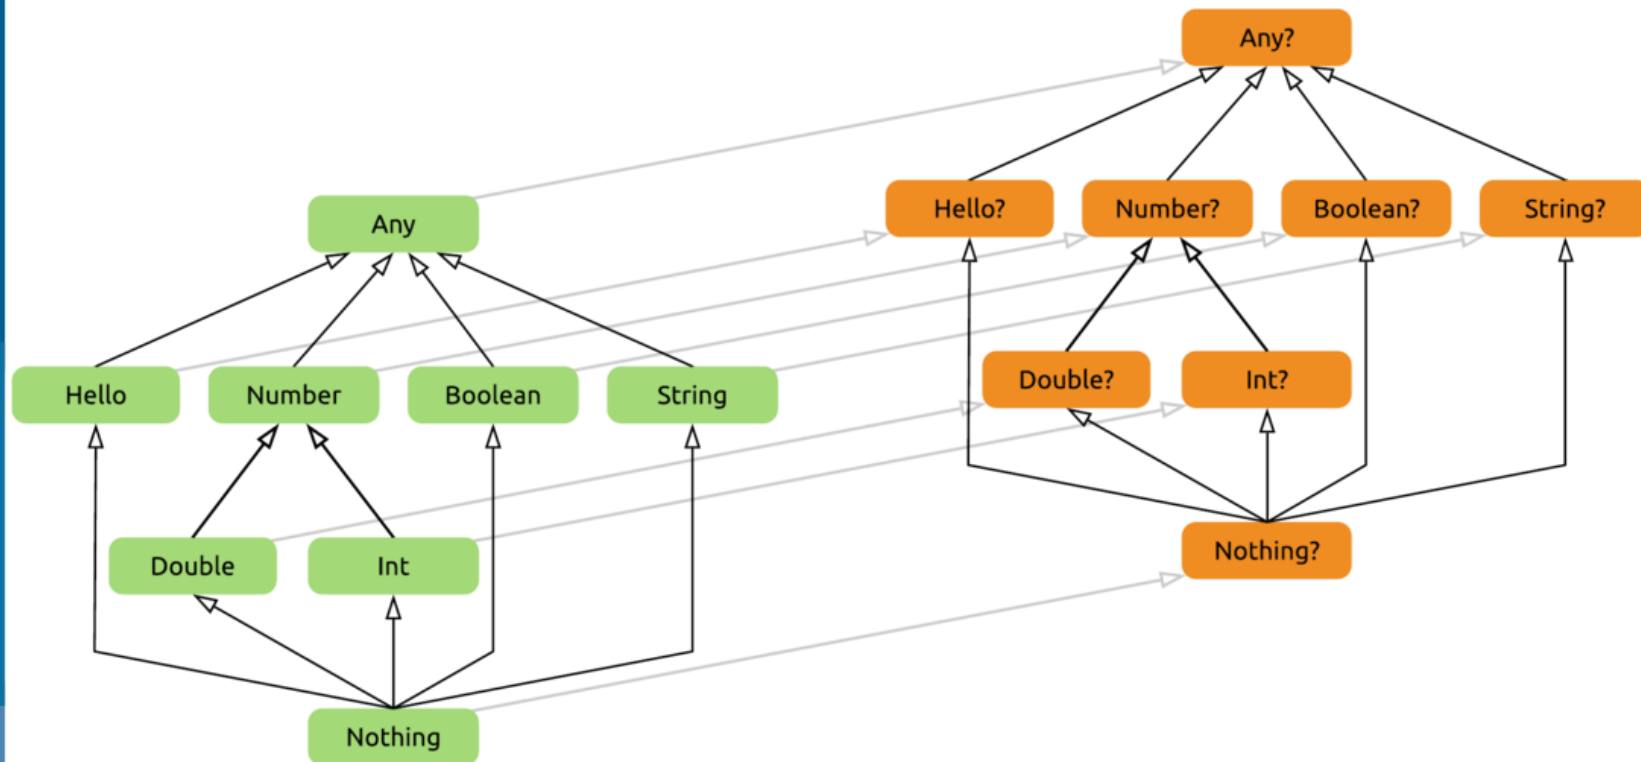 Any?
Hello?
Number?
Boolean?
String?
Any
Double?
Int?
Hello
Number
Boolean
String
Nothing?
Double
Int
Nothing